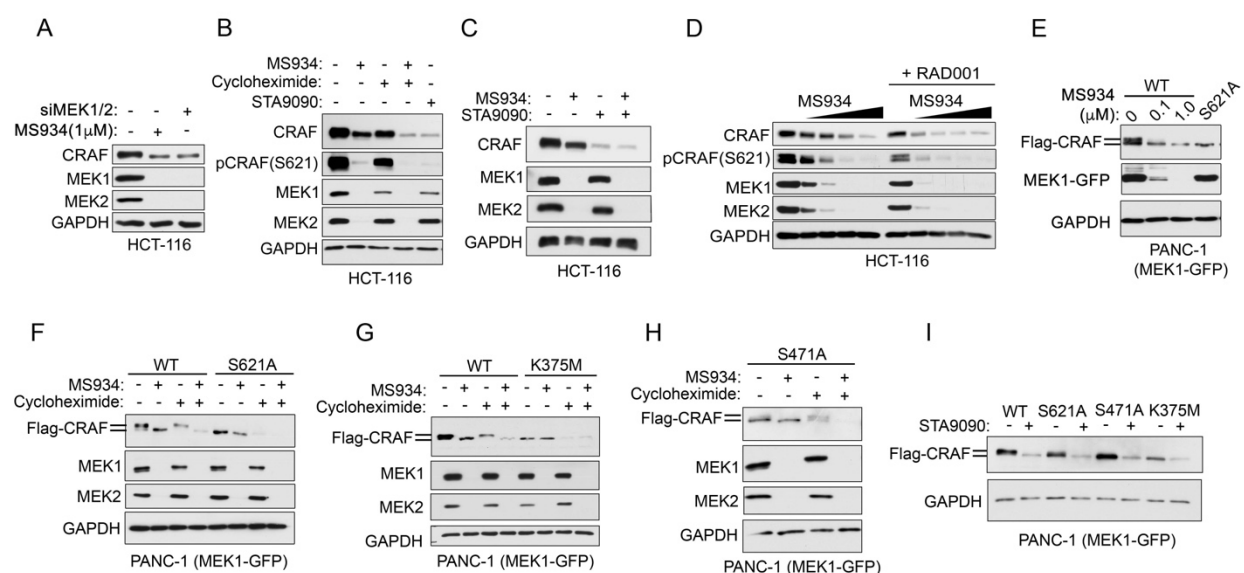 A
siMEK1/2: - - +
MS934(1μM): - + -
CRAF
MEK1
MEK2
GAPDH
HCT-116
B
MS934: - + - + -
Cycloheximide: - - + + -
STA9090: - - - - +
CRAF
pCRAF(S621)
MEK1
MEK2
GAPDH
HCT-116
C
MS934: - + - +
STA9090: - - + +
CRAF
MEK1
MEK2
GAPDH
HCT-116
D
+ RAD001
MS934 MS934
CRAF
pCRAF(S621)
MEK1
MEK2
GAPDH
HCT-116
E
WT S621A
MS934 (μM) 0 0.1 1.0
Flag-CRAF
MEK1-GFP
GAPDH
PANC-1
(MEK1-GFP)
F
WT S621A
MS934: - + - + - + - +
Cycloheximide: - - + + - - + +
Flag-CRAF
MEK1
MEK2
GAPDH
PANC-1 (MEK1-GFP)
G
WT K375M
MS934: - + - + - + - +
Cycloheximide: - - + + - - + +
Flag-CRAF
MEK1
MEK2
GAPDH
PANC-1 (MEK1-GFP)
H
S471A
MS934: - + - +
Cycloheximide: - - + +
Flag-CRAF
MEK1
MEK2
GAPDH
PANC-1 (MEK1-GFP)
I
WT S621A S471A K375M
STA9090: - + - + - + - +
Flag-CRAF
GAPDH
PANC-1 (MEK1-GFP)